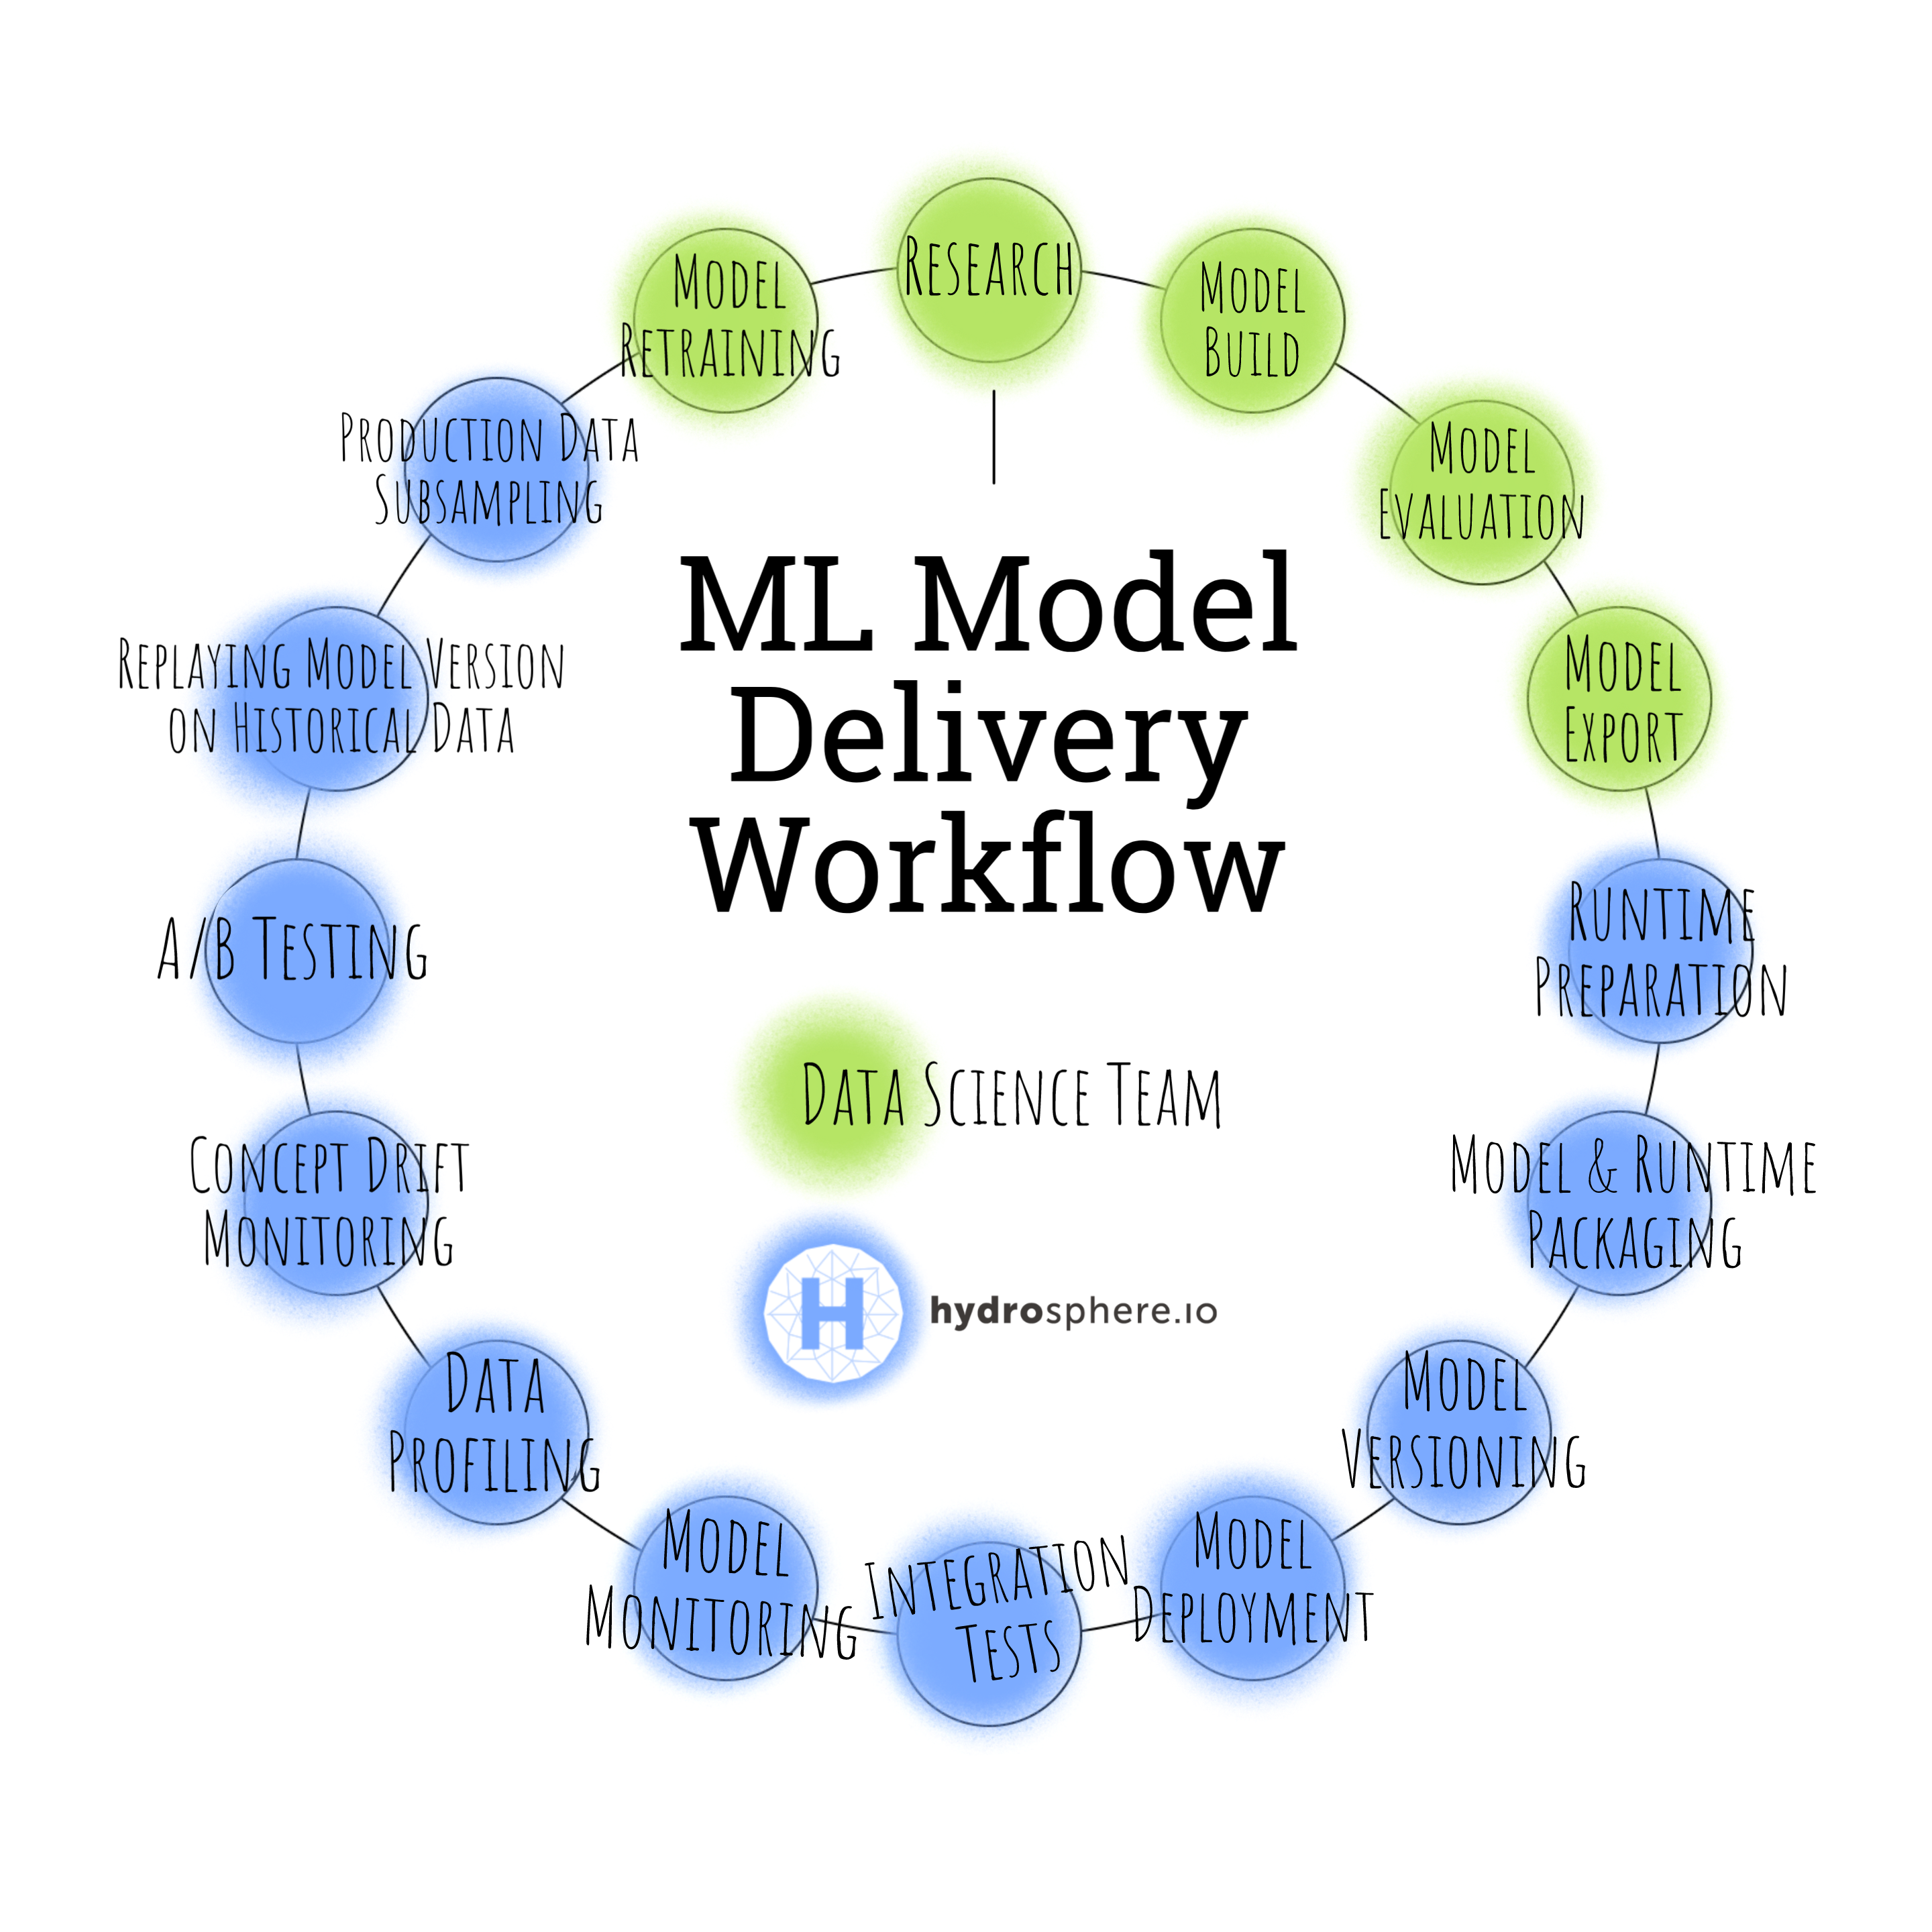 Research
Model
Build
Model
Evaluation
Model
Export
Runtime
Preparation
Model & Runtime
Packaging
Model
Versioning
Model
Deployment
Integration
Tests
Model
Monitoring
Data
Profiling
Concept Drift
Monitoring
A/B Testing
Replaying Model Version
on Historical Data
Production Data
Subsampling
Model
Retraining
ML Model
Delivery
Workflow
Data Science Team
H
hydrosphere.io